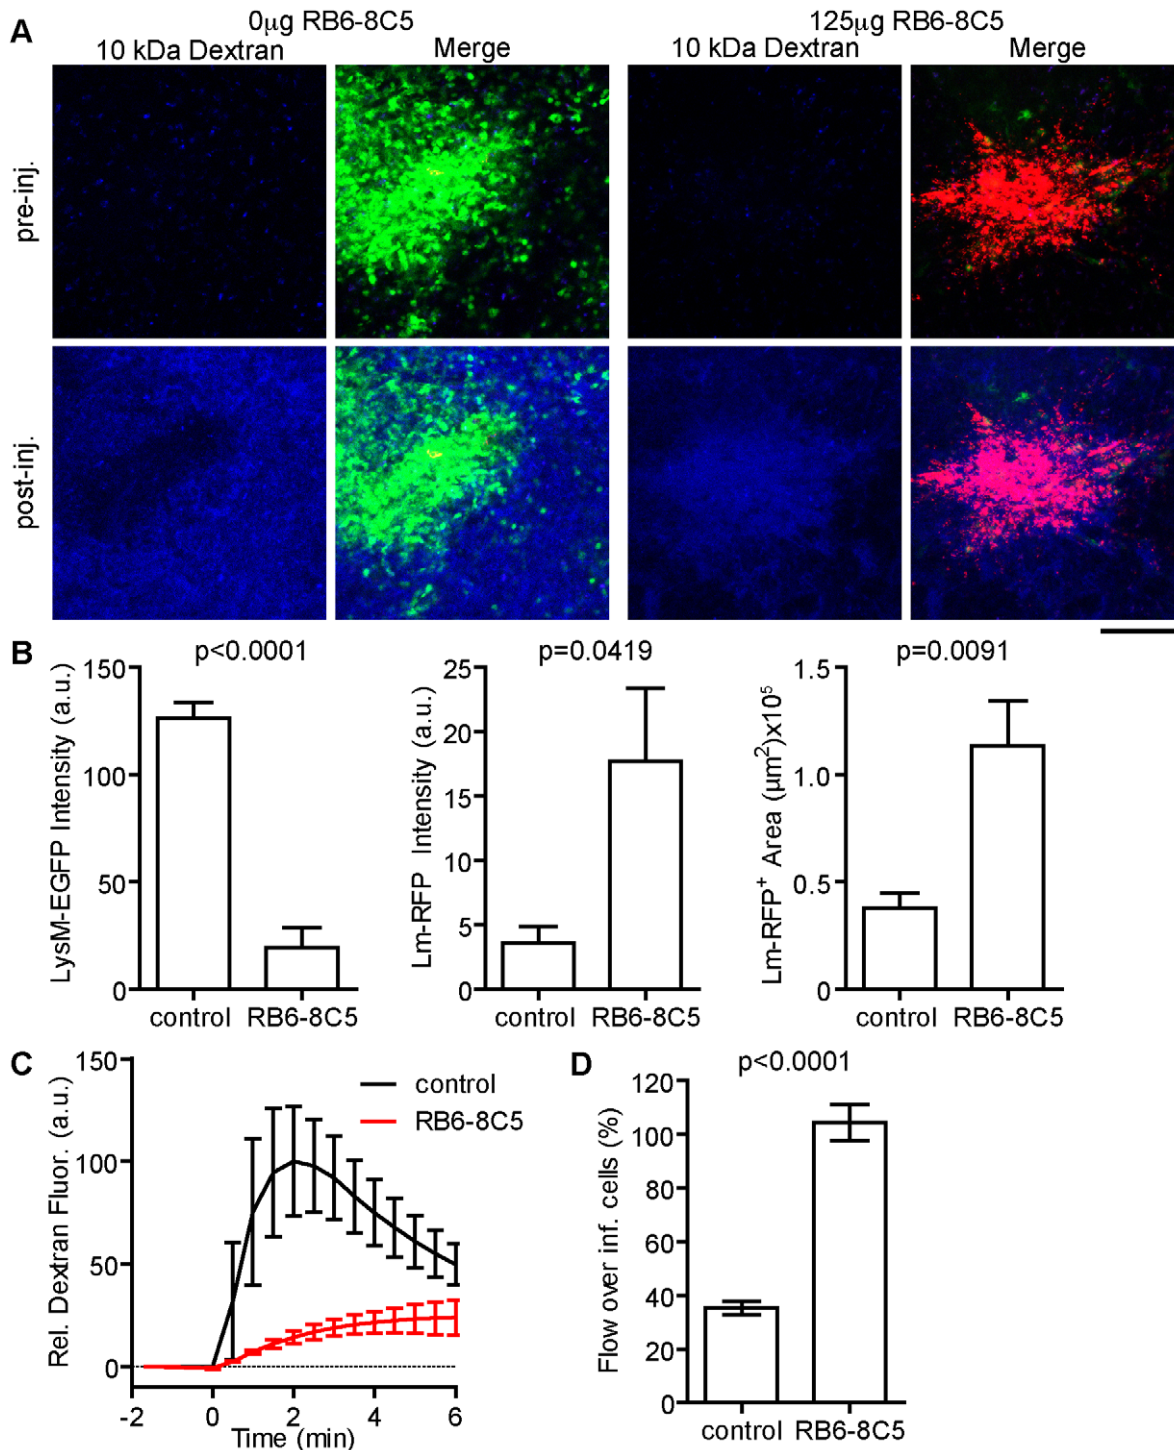 A
0µg RB6-8C5
125µg RB6-8C5
10 kDa Dextran
Merge
10 kDa Dextran
Merge
pre-inj.
post-inj.
B
p<0.0001
LysM-EGFP Intensity (a.u.)
150
100
50
0
control
RB6-8C5
p=0.0419
Lm-RFP Intensity (a.u.)
25
20
15
10
5
0
control
RB6-8C5
p=0.0091
Lm-RFP⁺ Area (µm²)x10⁵
1.5
1.0
0.5
0
control
RB6-8C5
C
Rel. Dextran Fluor. (a.u.)
150
100
50
0
control
RB6-8C5
-2
0
2
4
6
Time (min)
D
p<0.0001
Flow over inf. cells (%)
120
100
80
60
40
20
0
control
RB6-8C5